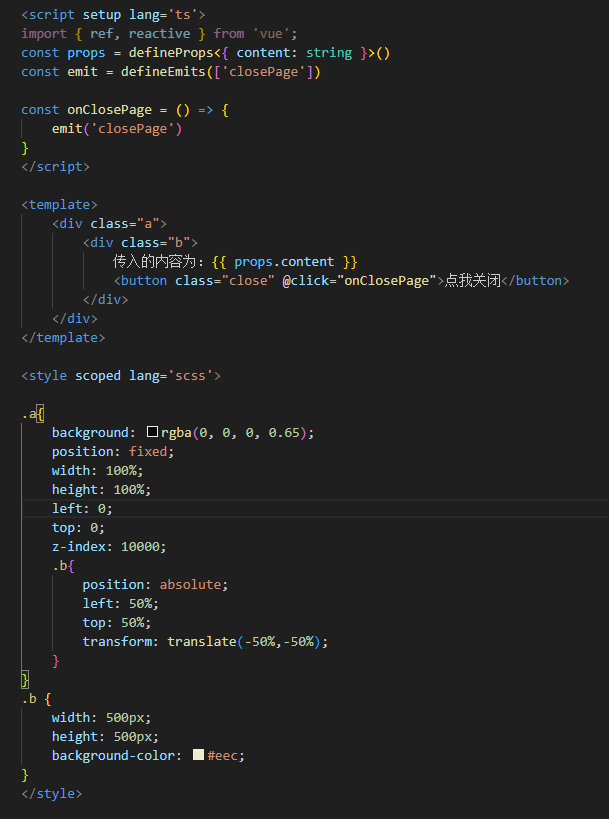 <script setup lang='ts'>
import { ref, reactive } from 'vue';
const props = defineProps<{ content: string }>()
const emit = defineEmits(['closePage'])
const onClosePage = () => {
    emit('closePage')
}
</script>
<template>
    <div class="a">
        <div class="b">
            传入的内容为：{{ props.content }}
            <button class="close" @click="onClosePage">点我关闭</button>
        </div>
    </div>
</template>
<style scoped lang='scss'>
.a{
    background: rgba(0, 0, 0, 0.65);
    position: fixed;
    width: 100%;
    height: 100%;
    left: 0;
    top: 0;
    z-index: 10000;
    .b{
        position: absolute;
        left: 50%;
        top: 50%;
        transform: translate(-50%,-50%);
    }
}
.b {
    width: 500px;
    height: 500px;
    background-color: #eec;
}
</style>